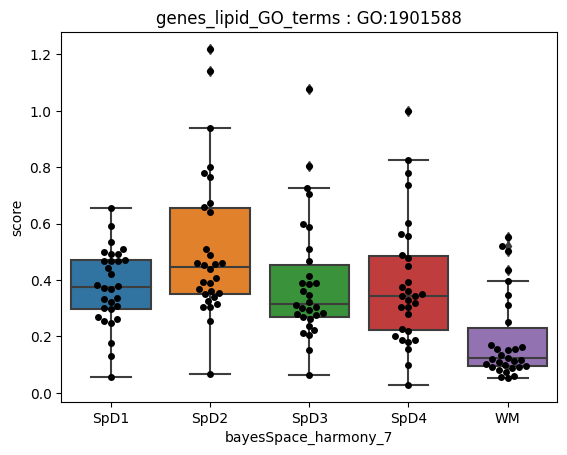 genes_lipid_GO_terms : GO:1901588
1.2
1.0
0.8
0.6
0.4
0.2
0.0
score
SpD1 SpD2 SpD3 SpD4 WM
bayesSpace_harmony_7